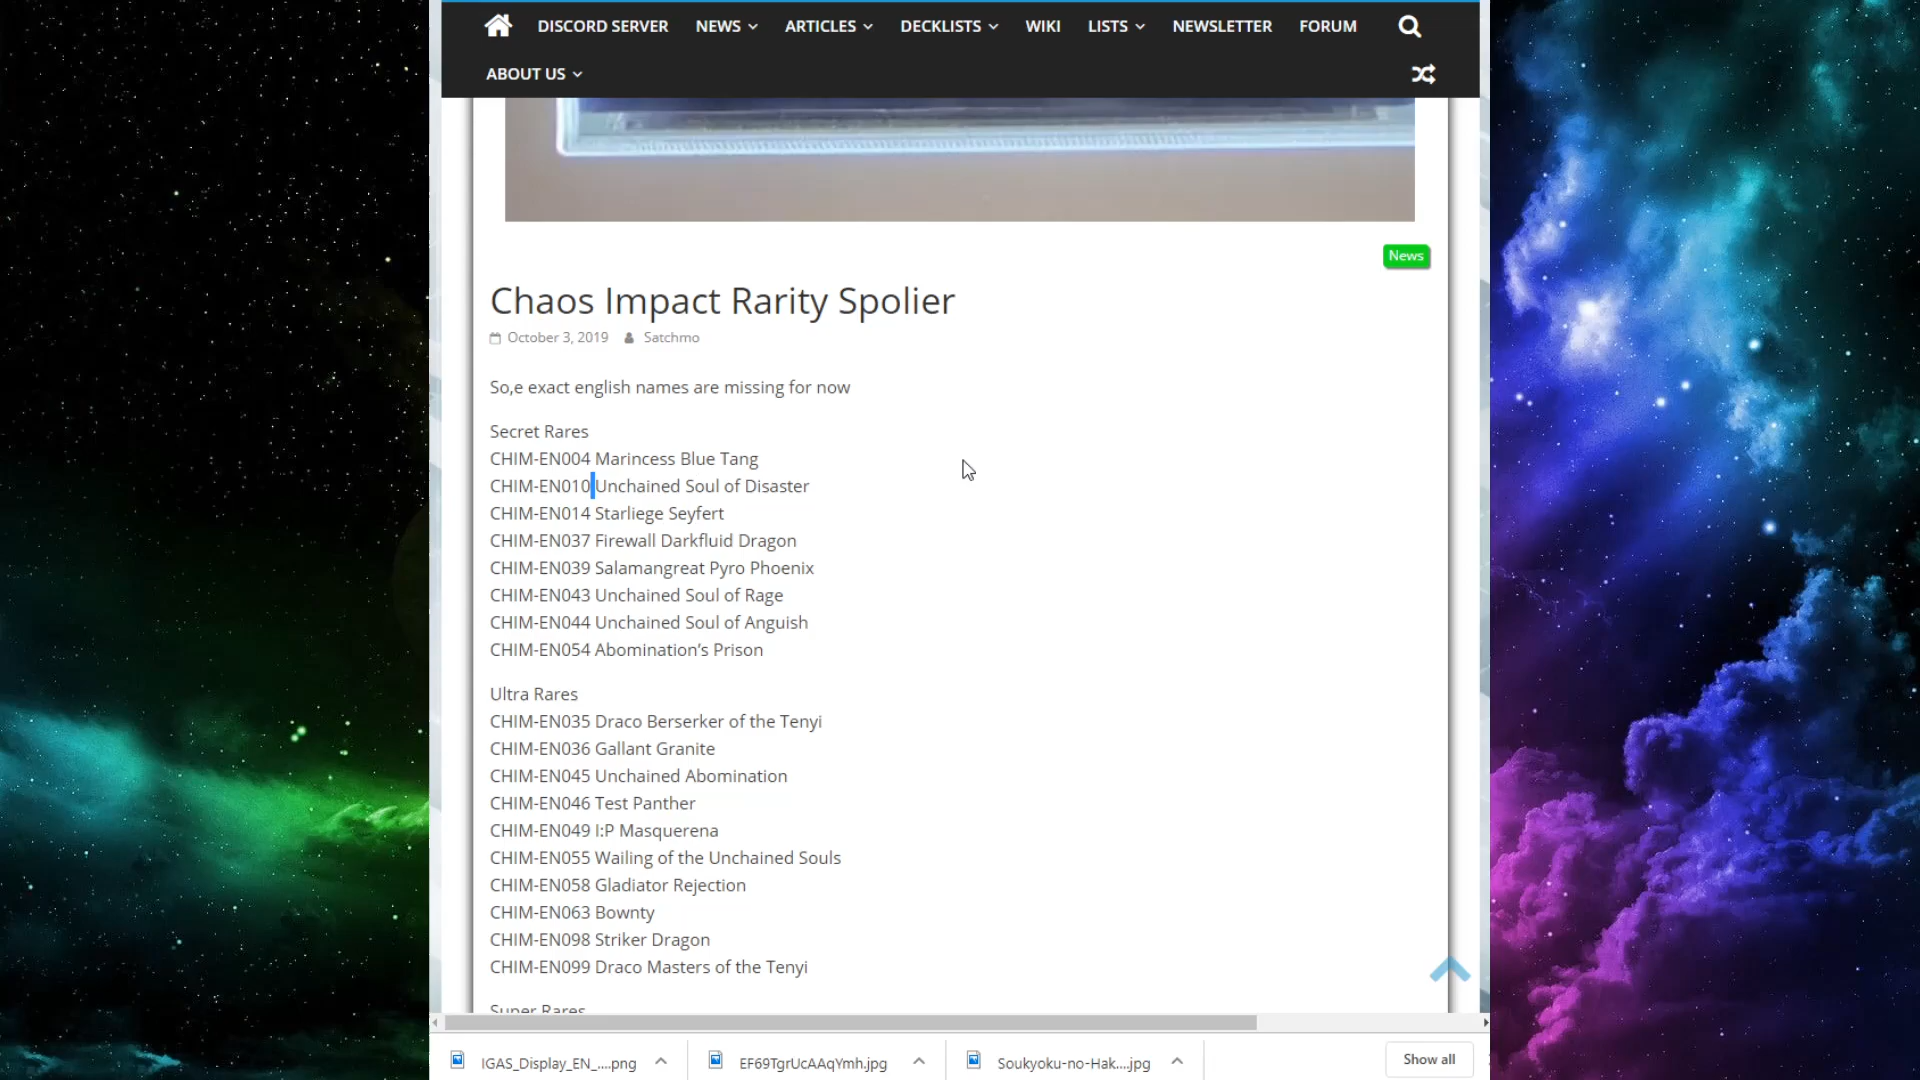 DISCORD SERVER NEWS ARTICLES DECKLISTS WIKI LISTS NEWSLETTER FORUM
ABOUT US
News
Chaos Impact Rarity Spolier
October 3, 2019 Satchmo
So,e exact english names are missing for now
Secret Rares
CHIM-EN004 Marincess Blue Tang
CHIM-EN010 Unchained Soul of Disaster
CHIM-EN014 Starliege Seyfert
CHIM-EN037 Firewall Darkfluid Dragon
CHIM-EN039 Salamangreat Pyro Phoenix
CHIM-EN043 Unchained Soul of Rage
CHIM-EN044 Unchained Soul of Anguish
CHIM-EN054 Abomination’s Prison
Ultra Rares
CHIM-EN035 Draco Berserker of the Tenyi
CHIM-EN036 Gallant Granite
CHIM-EN045 Unchained Abomination
CHIM-EN046 Test Panther
CHIM-EN049 I:P Masquerena
CHIM-EN055 Wailing of the Unchained Souls
CHIM-EN058 Gladiator Rejection
CHIM-EN063 Bownty
CHIM-EN098 Striker Dragon
CHIM-EN099 Draco Masters of the Tenyi
Super Rares
IGAS_Display_EN_....png EF69TgrUcAAqYmh.jpg Soukyoku-no-Hak....jpg Show all